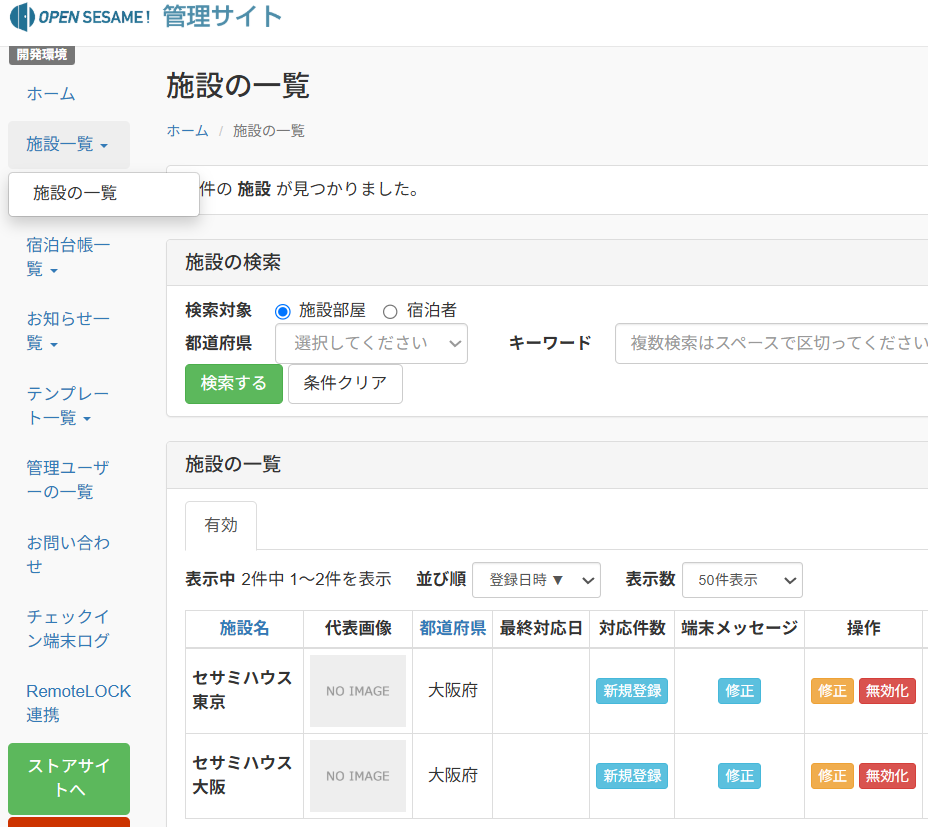 OPEN SESAME! 管理サイト
開発環境
ホーム
施設一覧
施設の一覧
宿泊台帳一
覧
お知らせ一
覧
テンプレー
ト一覧
管理ユーザ
ーの一覧
お問い合わ
せ
チェックイ
ン端末ログ
RemoteLOCK
連携
ストアサイ
トへ
施設の一覧
ホーム / 施設の一覧
件の 施設 が見つかりました。
施設の検索
検索対象 施設部屋 宿泊者
都道府県 選択してください キーワード 複数検索はスペースで区切ってください
検索する 条件クリア
施設の一覧
有効
表示中 2件中 1〜2件を表示 並び順 登録日時 ▼ 表示数 50件表示
施設名 代表画像 都道府県 最終対応日 対応件数 端末メッセージ 操作
セサミハウス
東京
NO IMAGE 大阪府 新規登録 修正 修正 無効化
セサミハウス
大阪
NO IMAGE 大阪府 新規登録 修正 修正 無効化